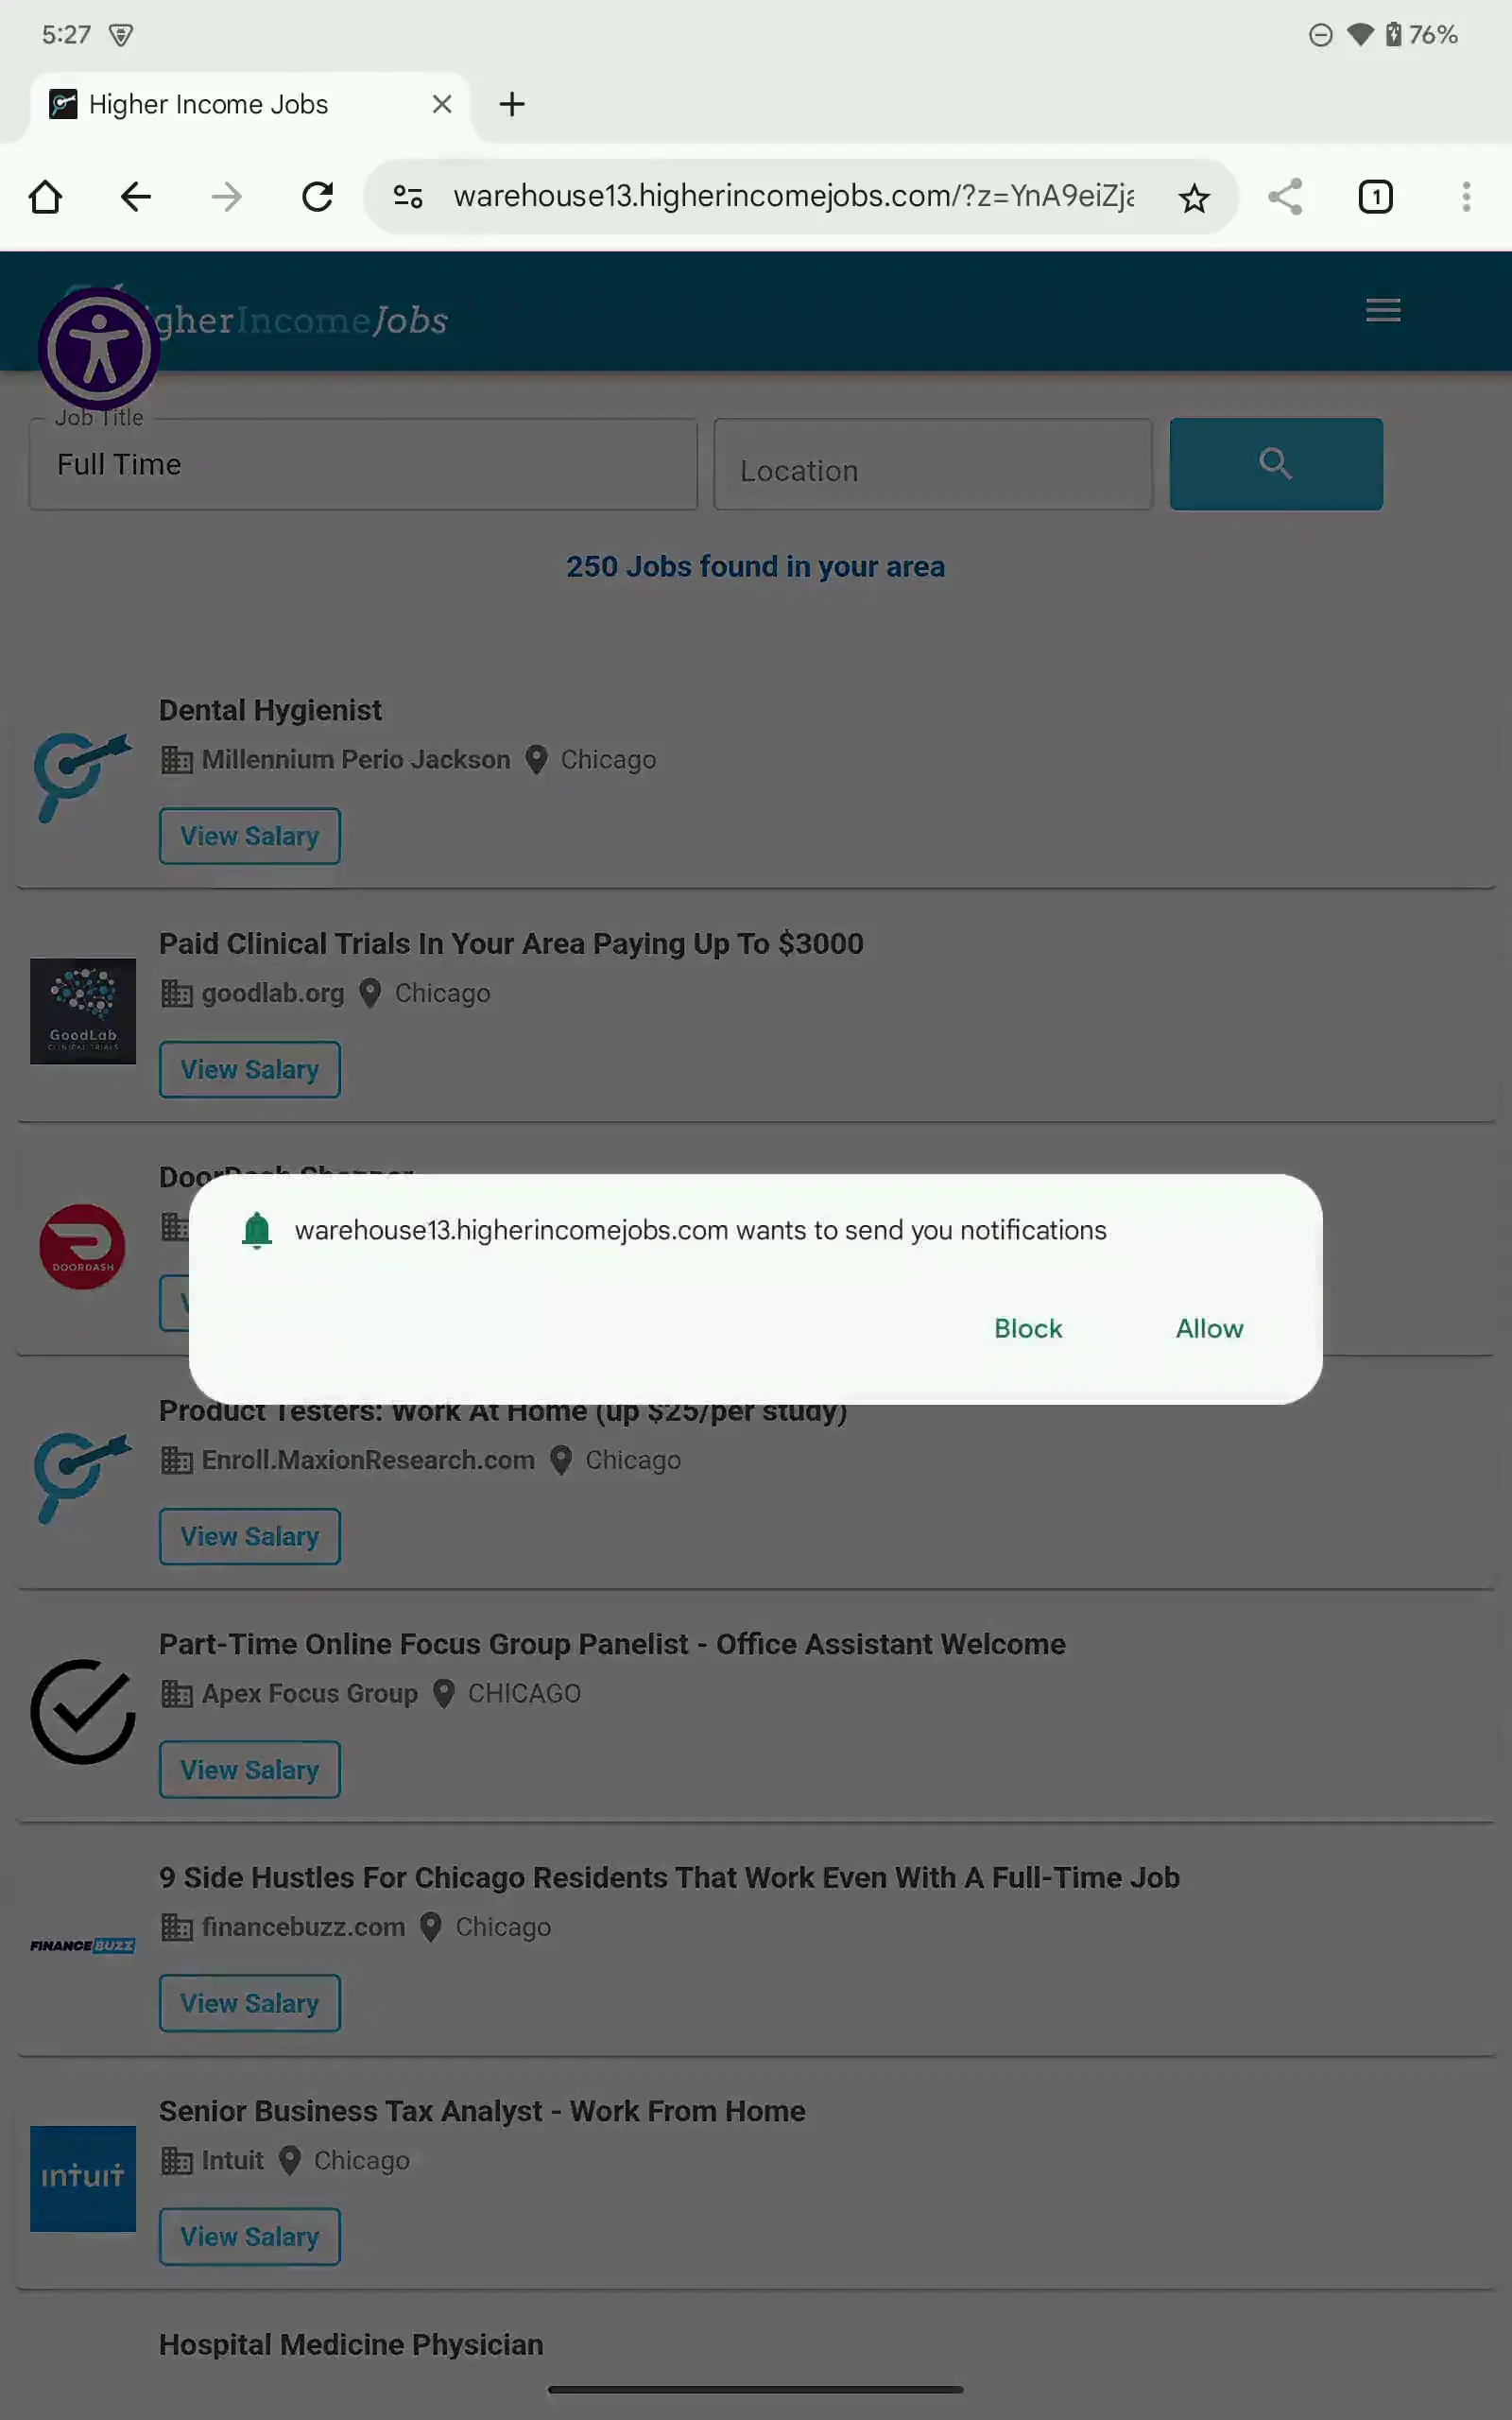 5:27
76%
Higher Income Jobs
1
warehouse13.higherincomejobs.com/?z=YnA9eiZj
gherIncomeJobs
Job Title
Full Time
Location
250 Jobs found in your area
Dental Hygienist
Millennium Perio Jackson Chicago
View Salary
Paid Clinical Trials In Your Area Paying Up To $3000
goodlab.org Chicago
GoodLab
CLINICAL TRIALS
View Salary
DoorDash Shopper
DOORDASH
warehouse13.higherincomejobs.com wants to send you notifications
Block Allow
Product Testers: Work At Home (up $25/per study)
Enroll.MaxionResearch.com Chicago
View Salary
Part-Time Online Focus Group Panelist - Office Assistant Welcome
Apex Focus Group CHICAGO
View Salary
9 Side Hustles For Chicago Residents That Work Even With A Full-Time Job
financebuzz.com Chicago
FINANCEBUZZ
View Salary
Senior Business Tax Analyst - Work From Home
Intuit Chicago
INTUIT
View Salary
Hospital Medicine Physician